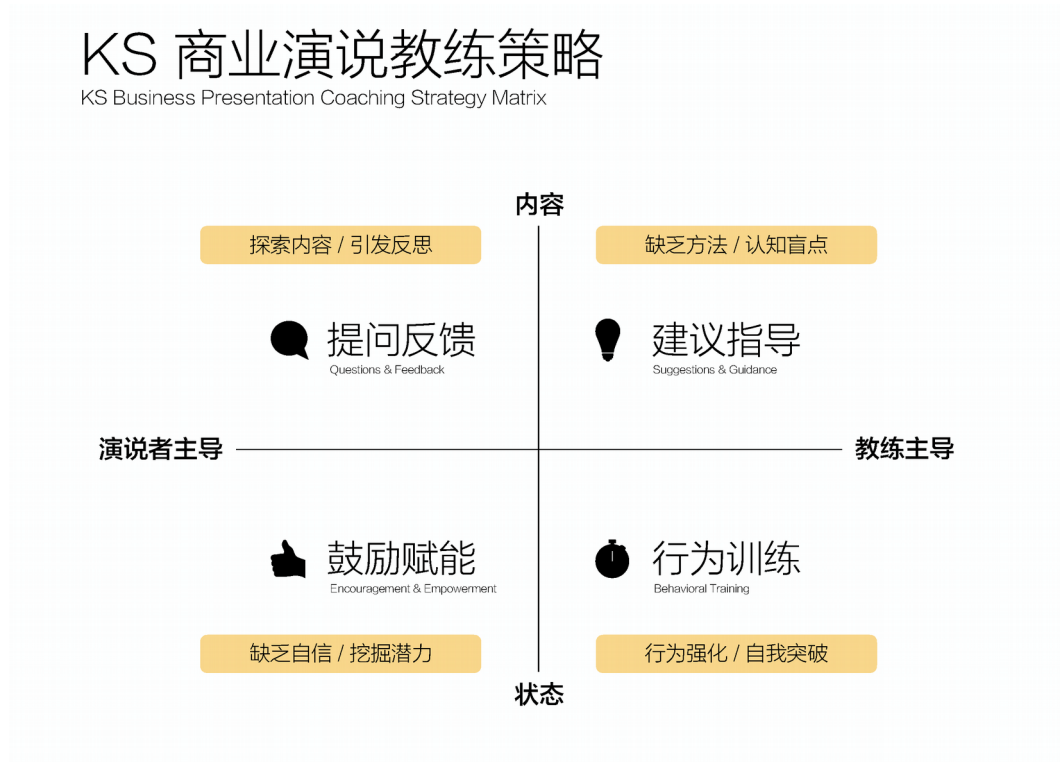 KS 商业演说教练策略
KS Business Presentation Coaching Strategy Matrix
内容
探索内容 / 引发反思
缺乏方法 / 认知盲点
提问反馈
Questions & Feedback
建议指导
Suggestions & Guidance
演说者主导
教练主导
鼓励赋能
Encouragement & Empowerment
行为训练
Behavioral Training
缺乏自信 / 挖掘潜力
行为强化 / 自我突破
状态